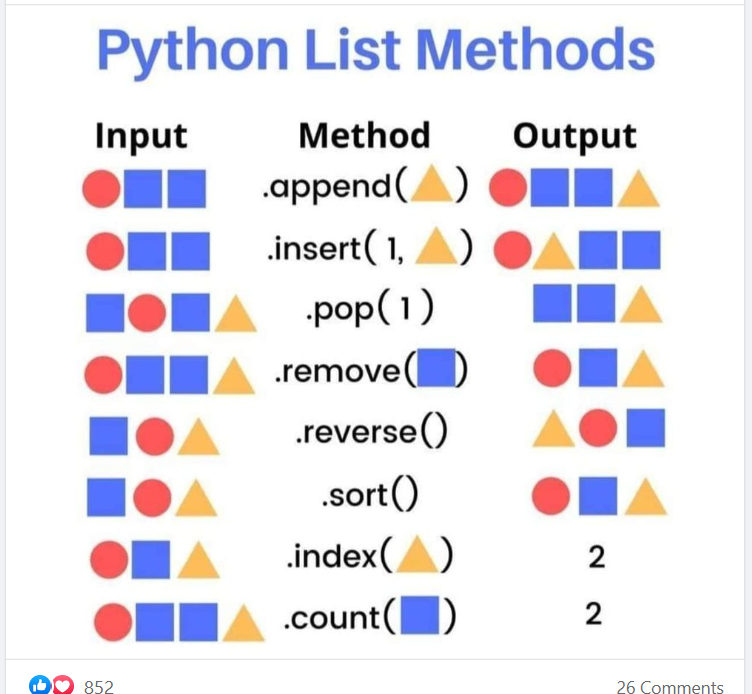 Python List Methods
Input Method Output
.append( )
.insert( 1, )
.pop( 1 )
.remove( )
.reverse()
.sort()
.index( ) 2
.count( ) 2
852 26 Comments